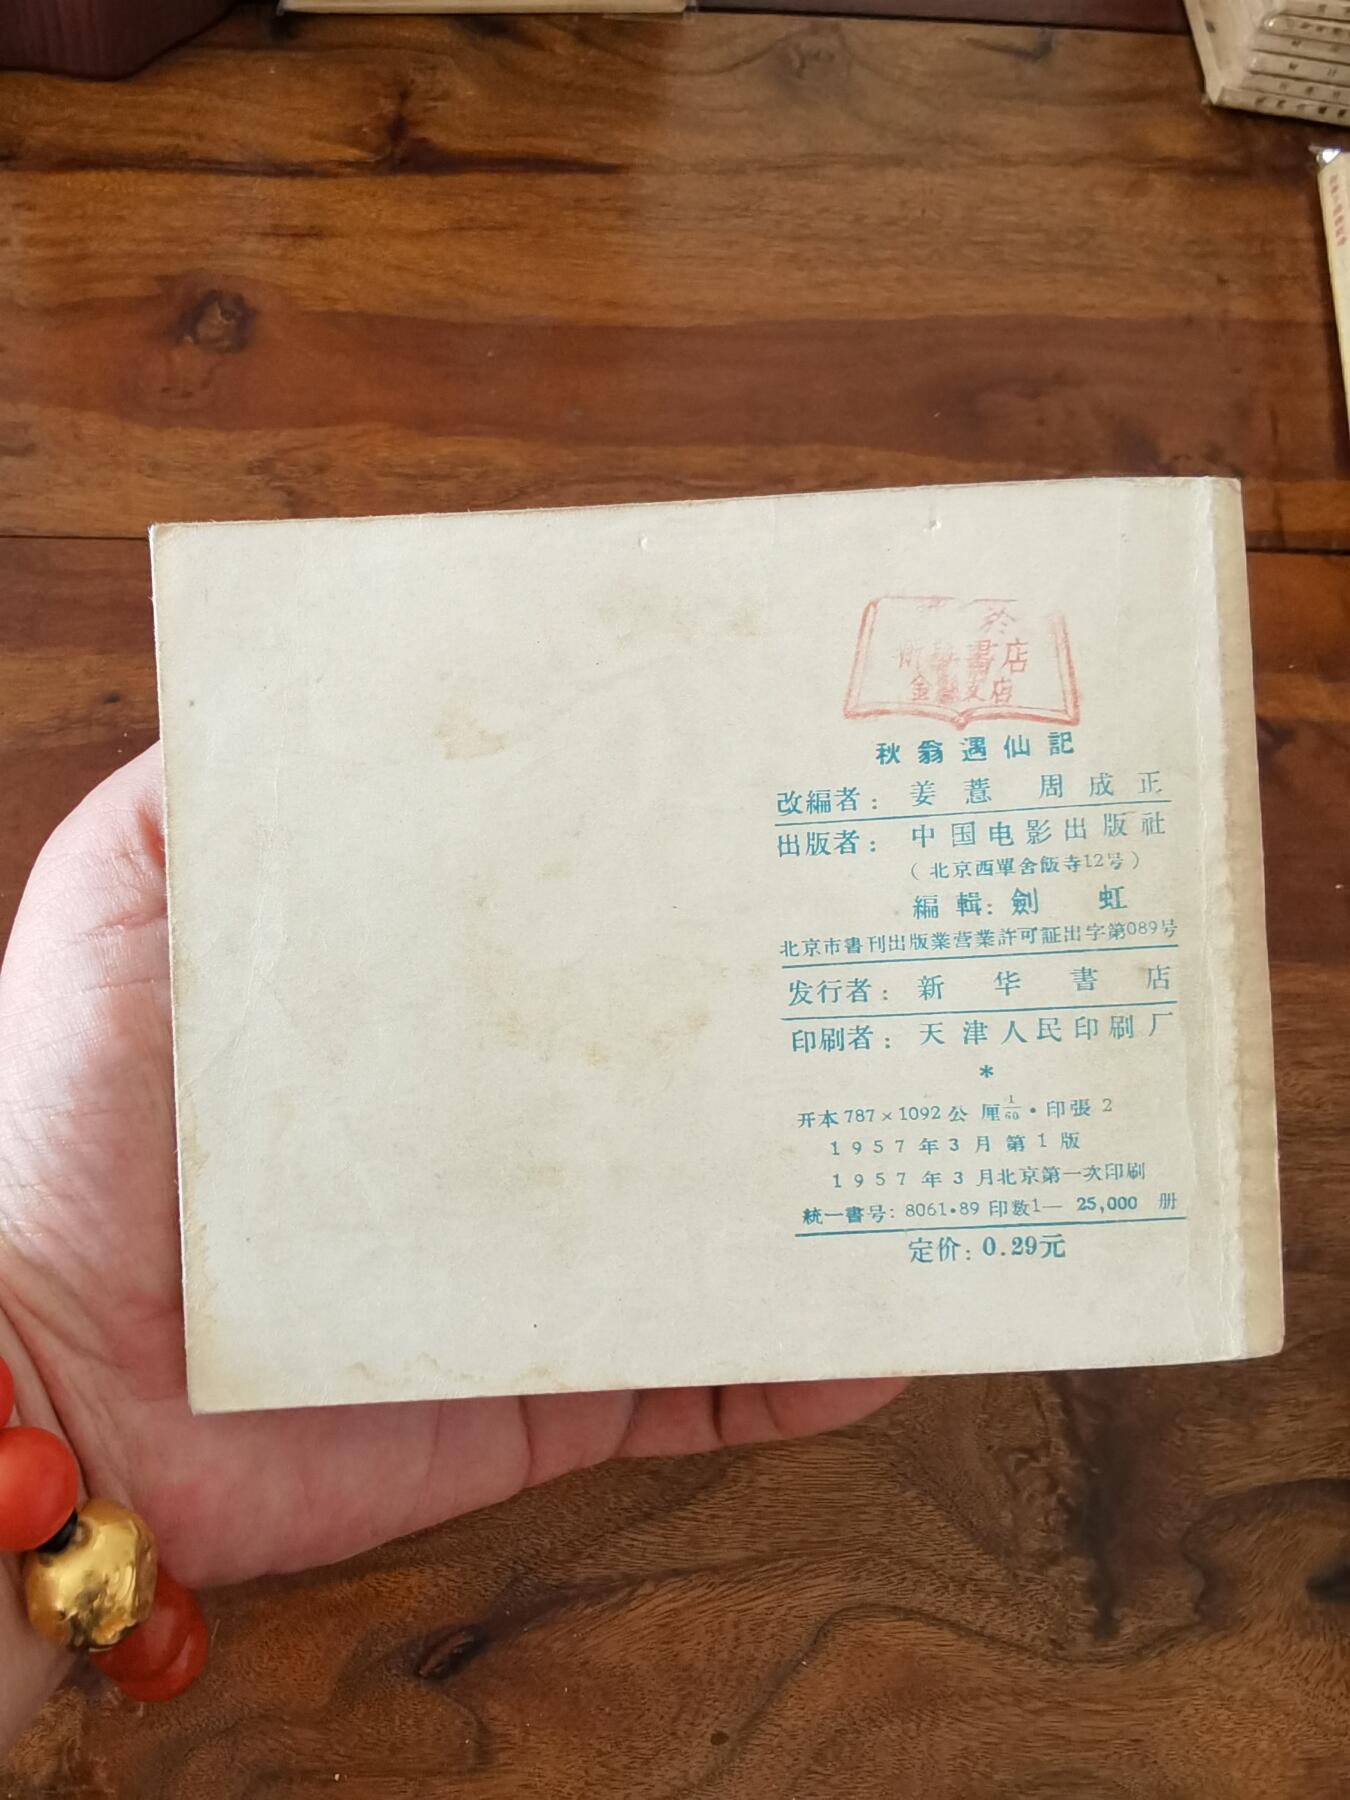 於
新華書店
金縣支店
秋翁遇仙記
改編者: 姜薏 周成正
出版者: 中国电影出版社
(北京西單舍飯寺12号)
編輯: 劍虹
北京市書刊出版業营業許可証出字第089号
发行者: 新华書店
印刷者: 天津人民印刷厂
*
开本787×1092公厘1/60·印張2
1957年3月第1版
1957年3月北京第一次印刷
統一書号: 8061·89 印数1—25,000册
定价: 0.29元